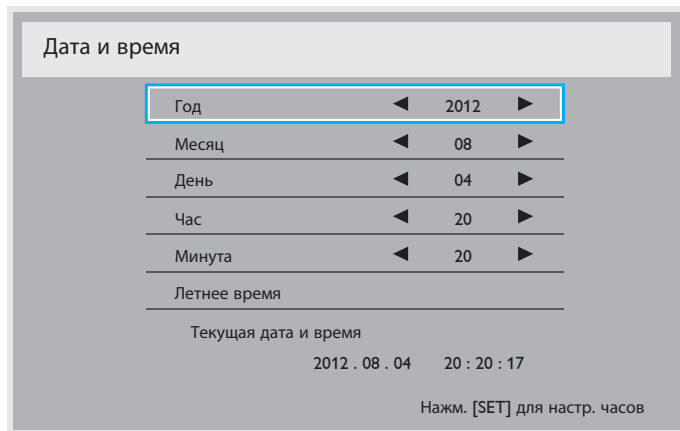 Дата и время
Год ◄ 2012 ►
Месяц ◄ 08 ►
День ◄ 04 ►
Час ◄ 20 ►
Минута ◄ 20 ►
Летнее время
Текущая дата и время
2012 . 08 . 04 20 : 20 : 17
Нажм. [SET] для настр. часов